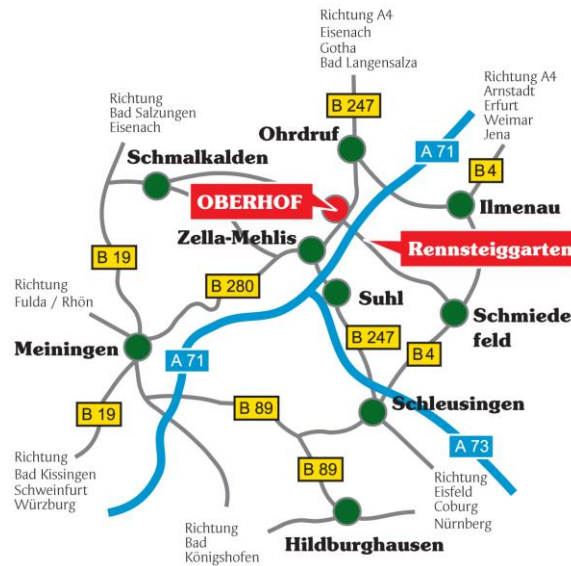 Richtung A4
Eisenach
Gotha
Bad Langensalza
Richtung A4
Arnstadt
Erfurt
Weimar
Jena
Richtung
Bad Salzungen
Eisenach
B 247
Ohrdruf
A 71
Schmalkalden
B 4
OBERHOF
Ilmenau
Zella-Mehlis
Rennsteiggarten
B 19
Richtung
Fulda / Rhön
B 280
Suhl
Schmiede
feld
Meiningen
A 71
B 247
B 4
B 19
B 89
Schleusingen
A 73
Richtung
Bad Kissingen
Schweinfurt
Würzburg
B 89
Richtung
Eisfeld
Coburg
Nürnberg
Richtung
Bad
Königshofen
Hildburghausen